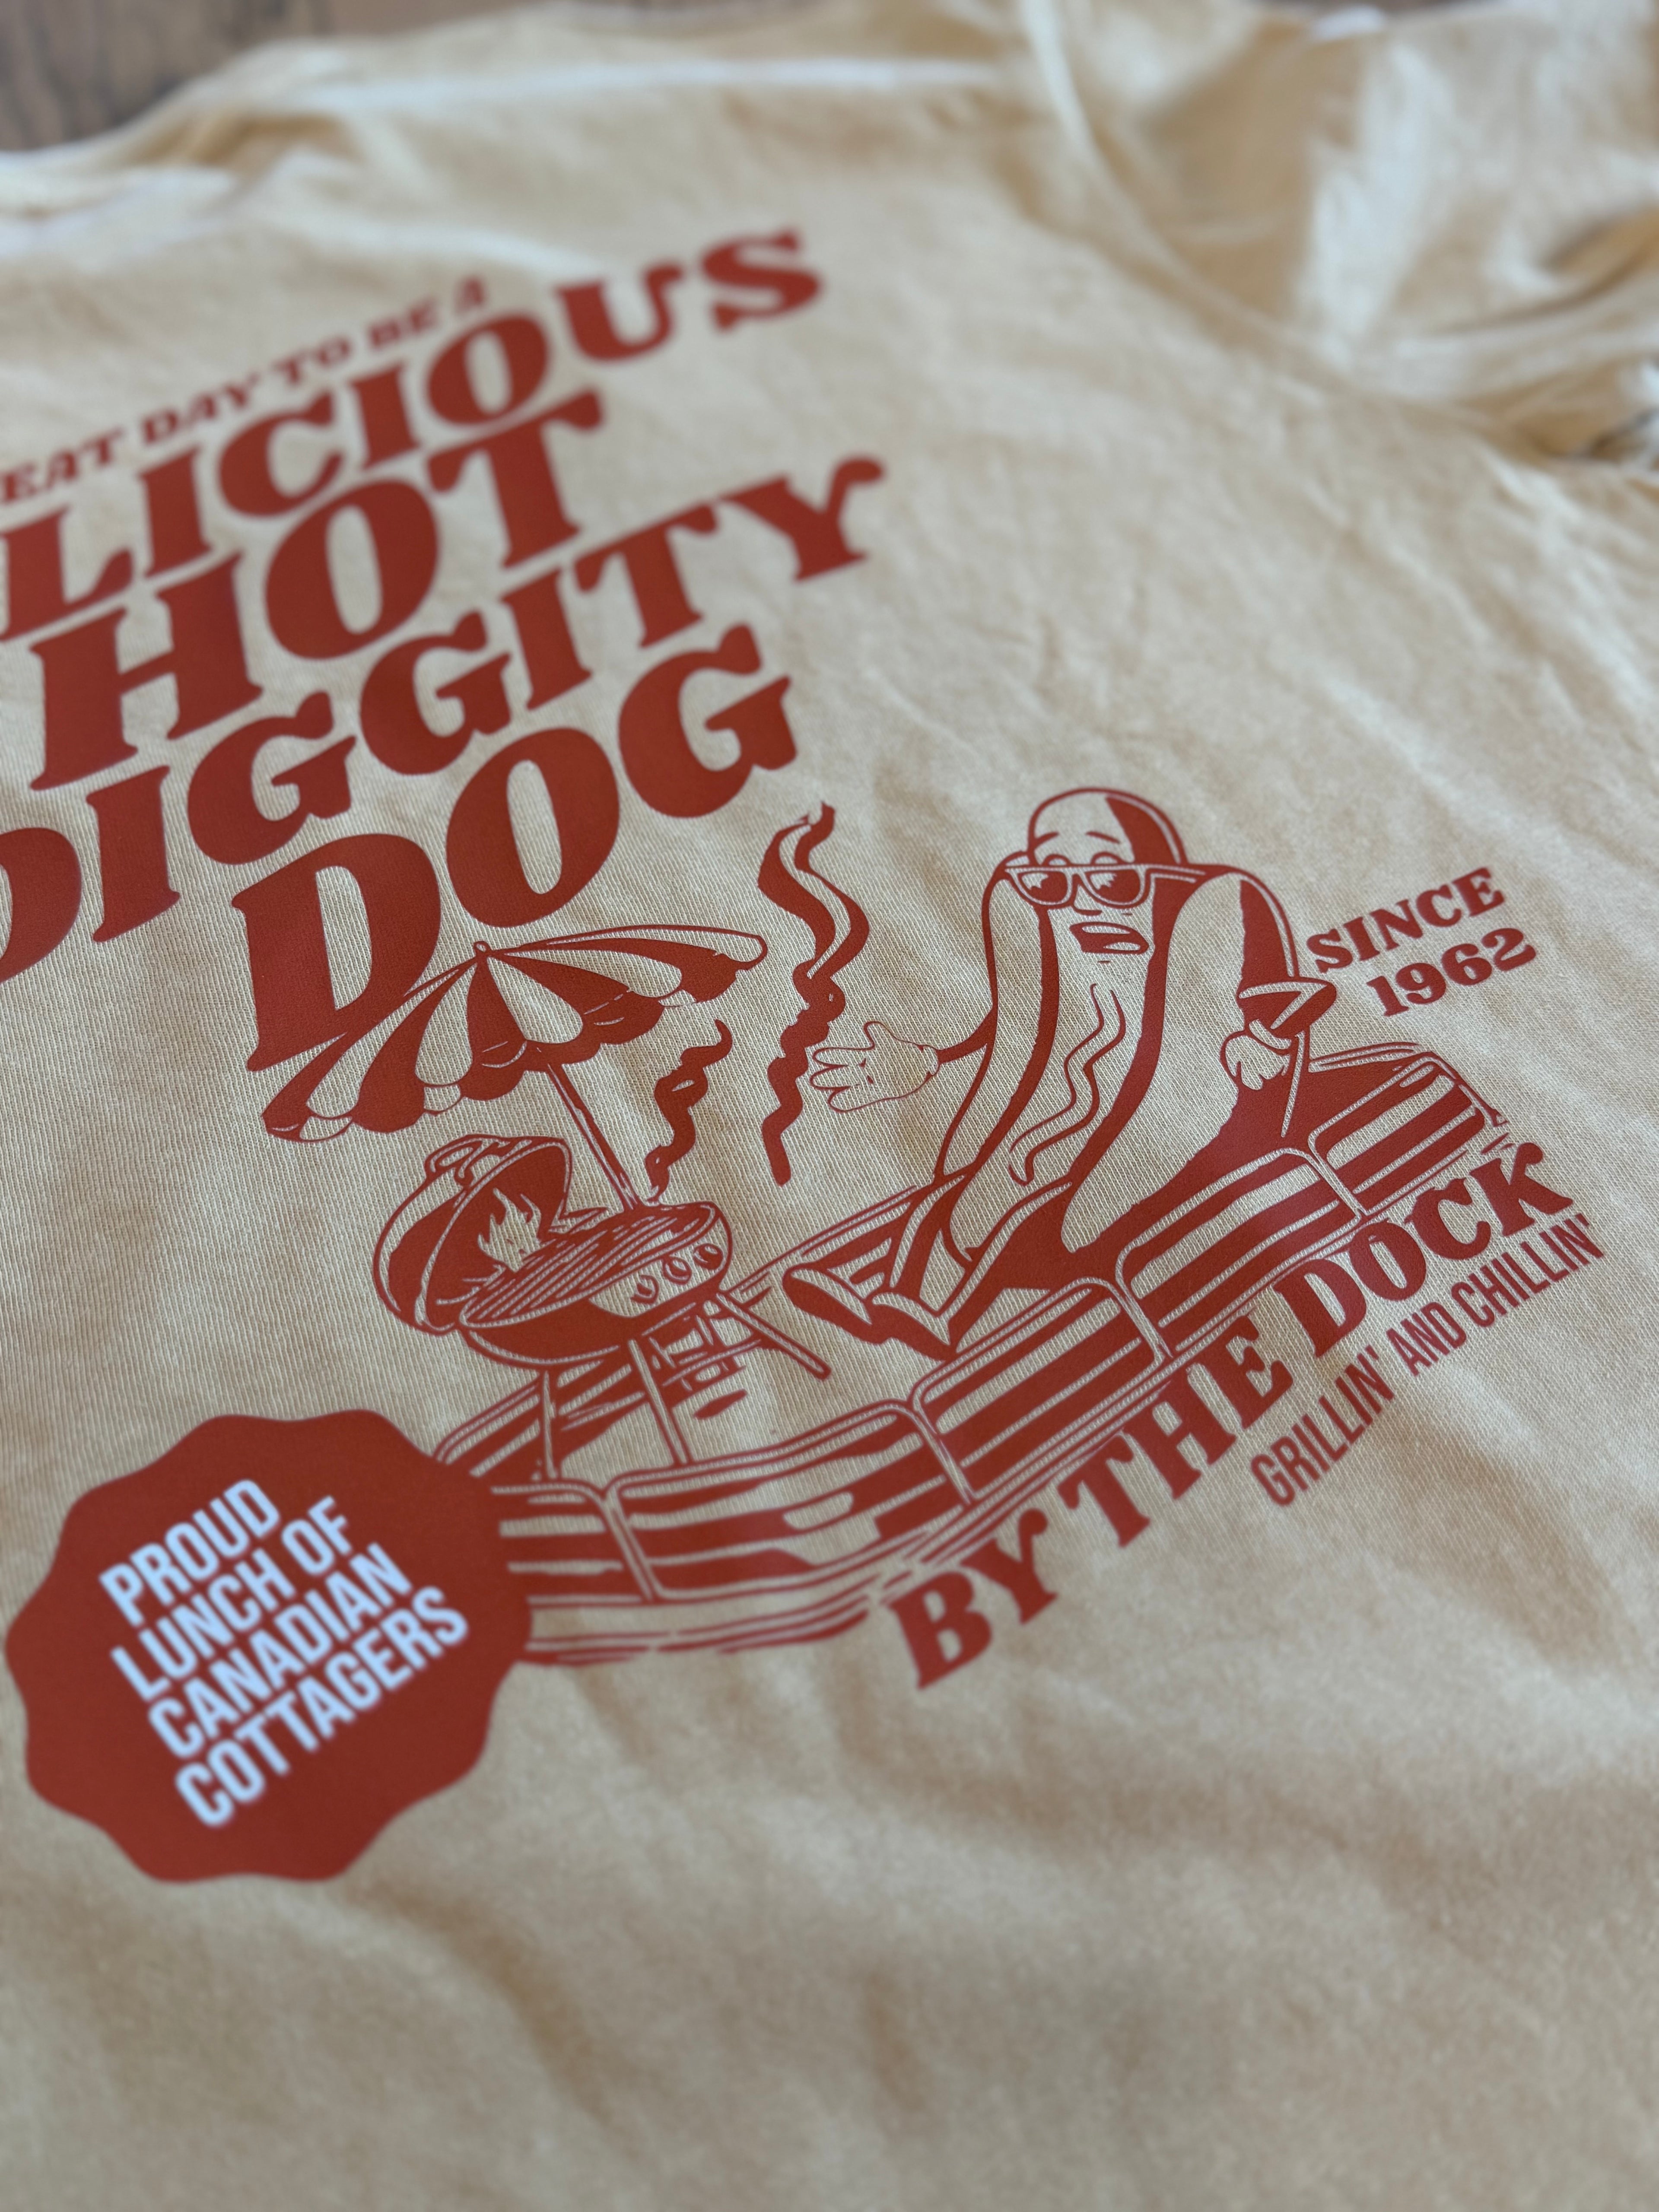 EAT DAY TO BE A
LICIOUS
HOT
DIGGITY
DOG
SINCE
1962
BY THE DOCK
GRILLIN' AND CHILLIN'
PROUD
LUNCH OF
CANADIAN
COTTAGERS